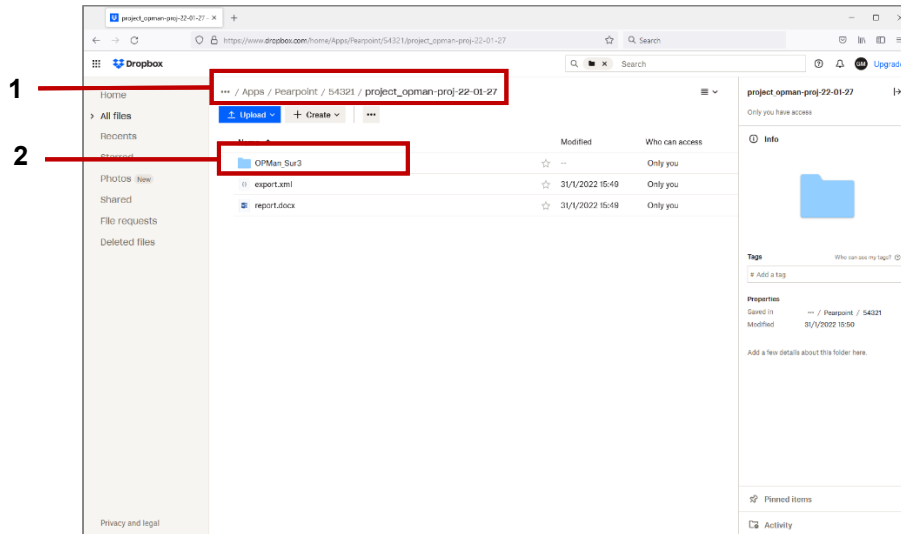 project_opman-proj-22-01-27 -
https://www.dropbox.com/home/Apps/Pearpoint/54321/project_opman-proj-22-01-27
Search
Dropbox
Search
Upgrade
1
Home
All files
Recents
Starred
Photos New
Shared
File requests
Deleted files
Privacy and legal
... / Apps / Pearpoint / 54321 / project_opman-proj-22-01-27
Upload
Create
Name
Modified
Who can access
2
OPMan_Sur3
--
Only you
export.xml
31/1/2022 15:49
Only you
report.docx
31/1/2022 15:49
Only you
project_opman-proj-22-01-27
Only you have access
Info
Tags
Who can see my tags?
# Add a tag
Properties
Saved in
... / Pearpoint / 54321
Modified
31/1/2022 15:50
Add a few details about this folder here.
Pinned items
Activity